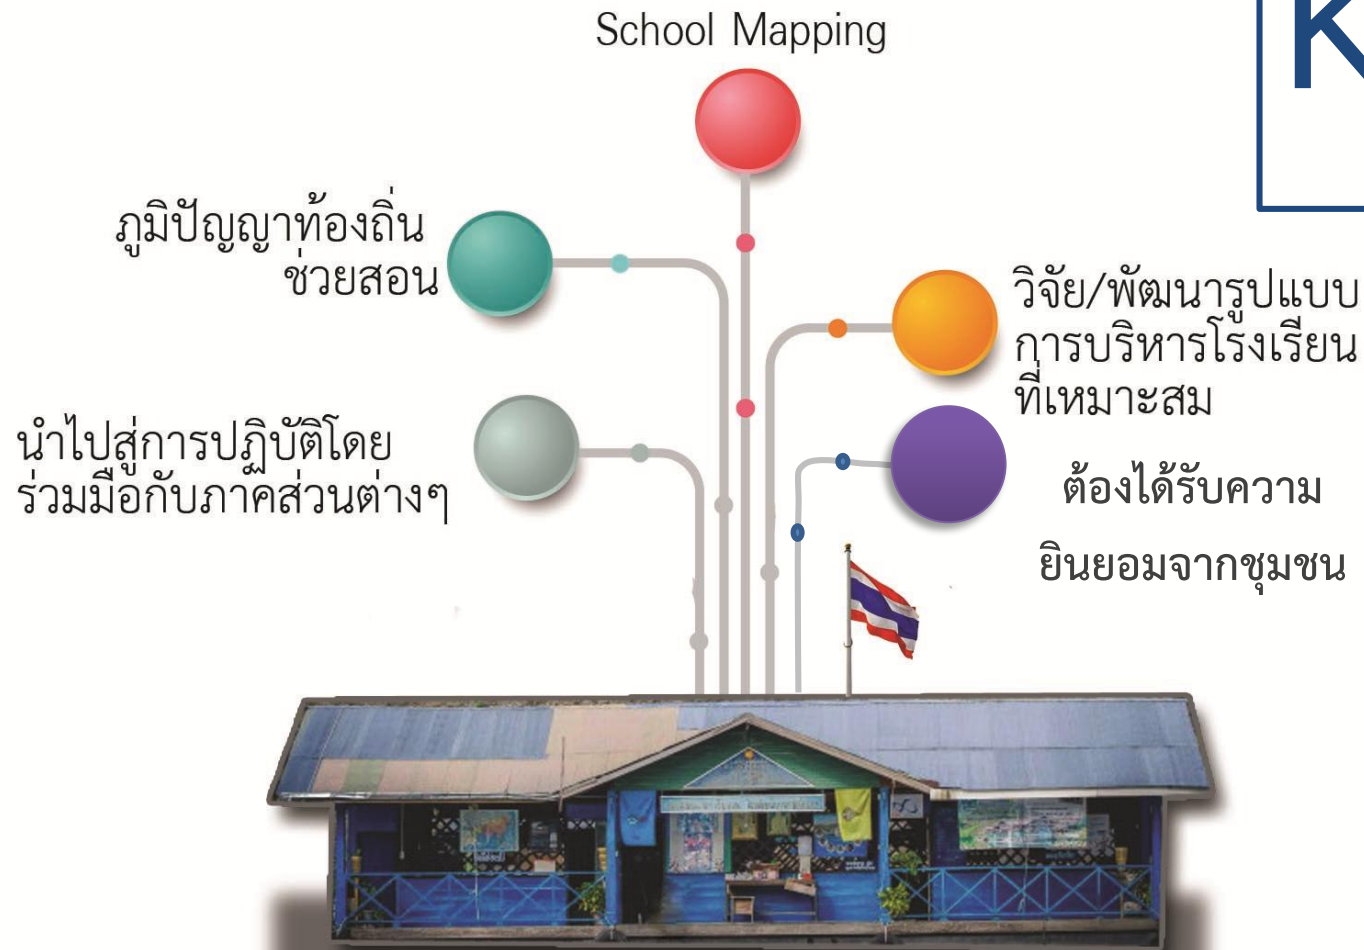 School Mapping
K
ภูมิปัญญาท้องถิ่น
ช่วยสอน
วิจัย/พัฒนารูปแบบ
การบริหารโรงเรียน
ที่เหมาะสม
นำไปสู่การปฏิบัติโดย
ร่วมมือกับภาคส่วนต่างๆ
ต้องได้รับความ
ยินยอมจากชุมชน